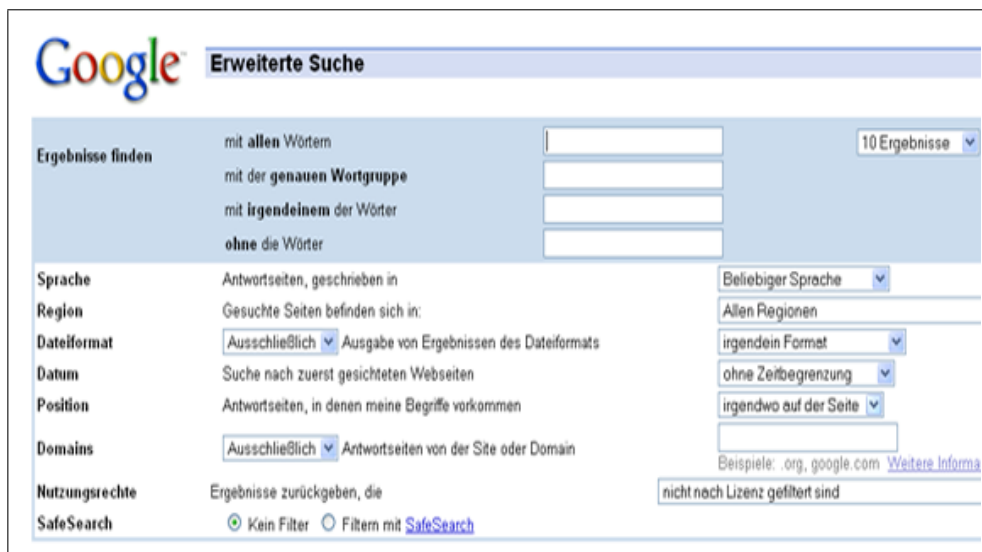 Google™ Erweiterte Suche
Ergebnisse finden mit allen Wörtern 10 Ergebnisse
mit der genauen Wortgruppe
mit irgendeinem der Wörter
ohne die Wörter
Sprache Antwortseiten, geschrieben in Beliebiger Sprache
Region Gesuchte Seiten befinden sich in: Allen Regionen
Dateiformat Ausschließlich Ausgabe von Ergebnissen des Dateiformats irgendein Format
Datum Suche nach zuerst gesichteten Webseiten ohne Zeitbegrenzung
Position Antwortseiten, in denen meine Begriffe vorkommen irgendwo auf der Seite
Domains Ausschließlich Antwortseiten von der Site oder Domain
Beispiele: .org, google.com Weitere Informa
Nutzungsrechte Ergebnisse zurückgeben, die nicht nach Lizenz gefiltert sind
SafeSearch Kein Filter Filtern mit SafeSearch